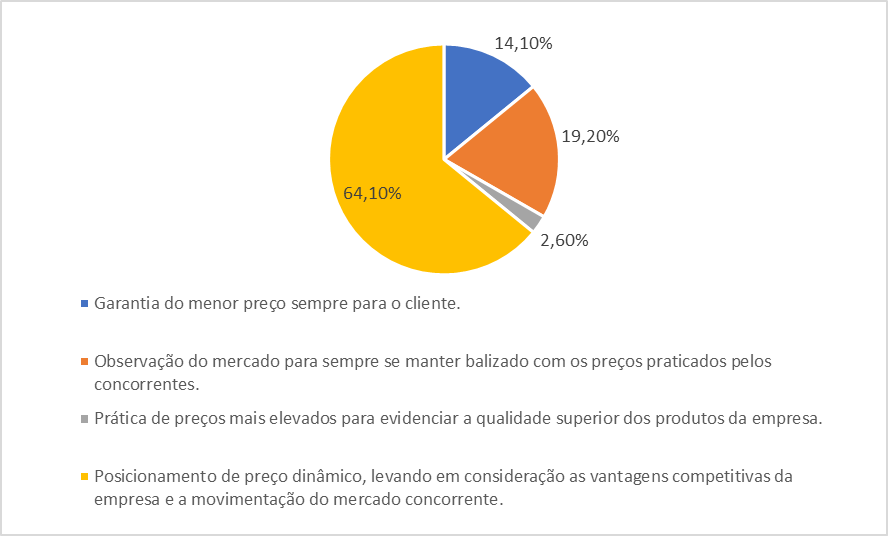 14,10%
19,20%
64,10%
2,60%
Garantia do menor preço sempre para o cliente.
Observação do mercado para sempre se manter balizado com os preços praticados pelos
concorrentes.
Prática de preços mais elevados para evidenciar a qualidade superior dos produtos da empresa.
Posicionamento de preço dinâmico, levando em consideração as vantagens competitivas da
empresa e a movimentação do mercado concorrente.